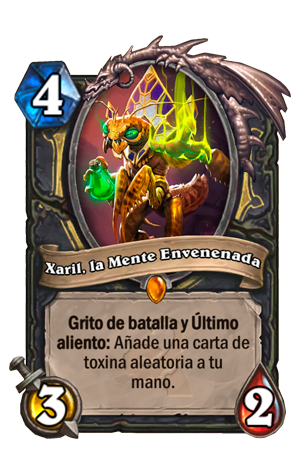 4
Xaril, la Mente Envenenada
Grito de batalla y Último
aliento: Añade una carta de
toxina aleatoria a tu
mano.
3
2